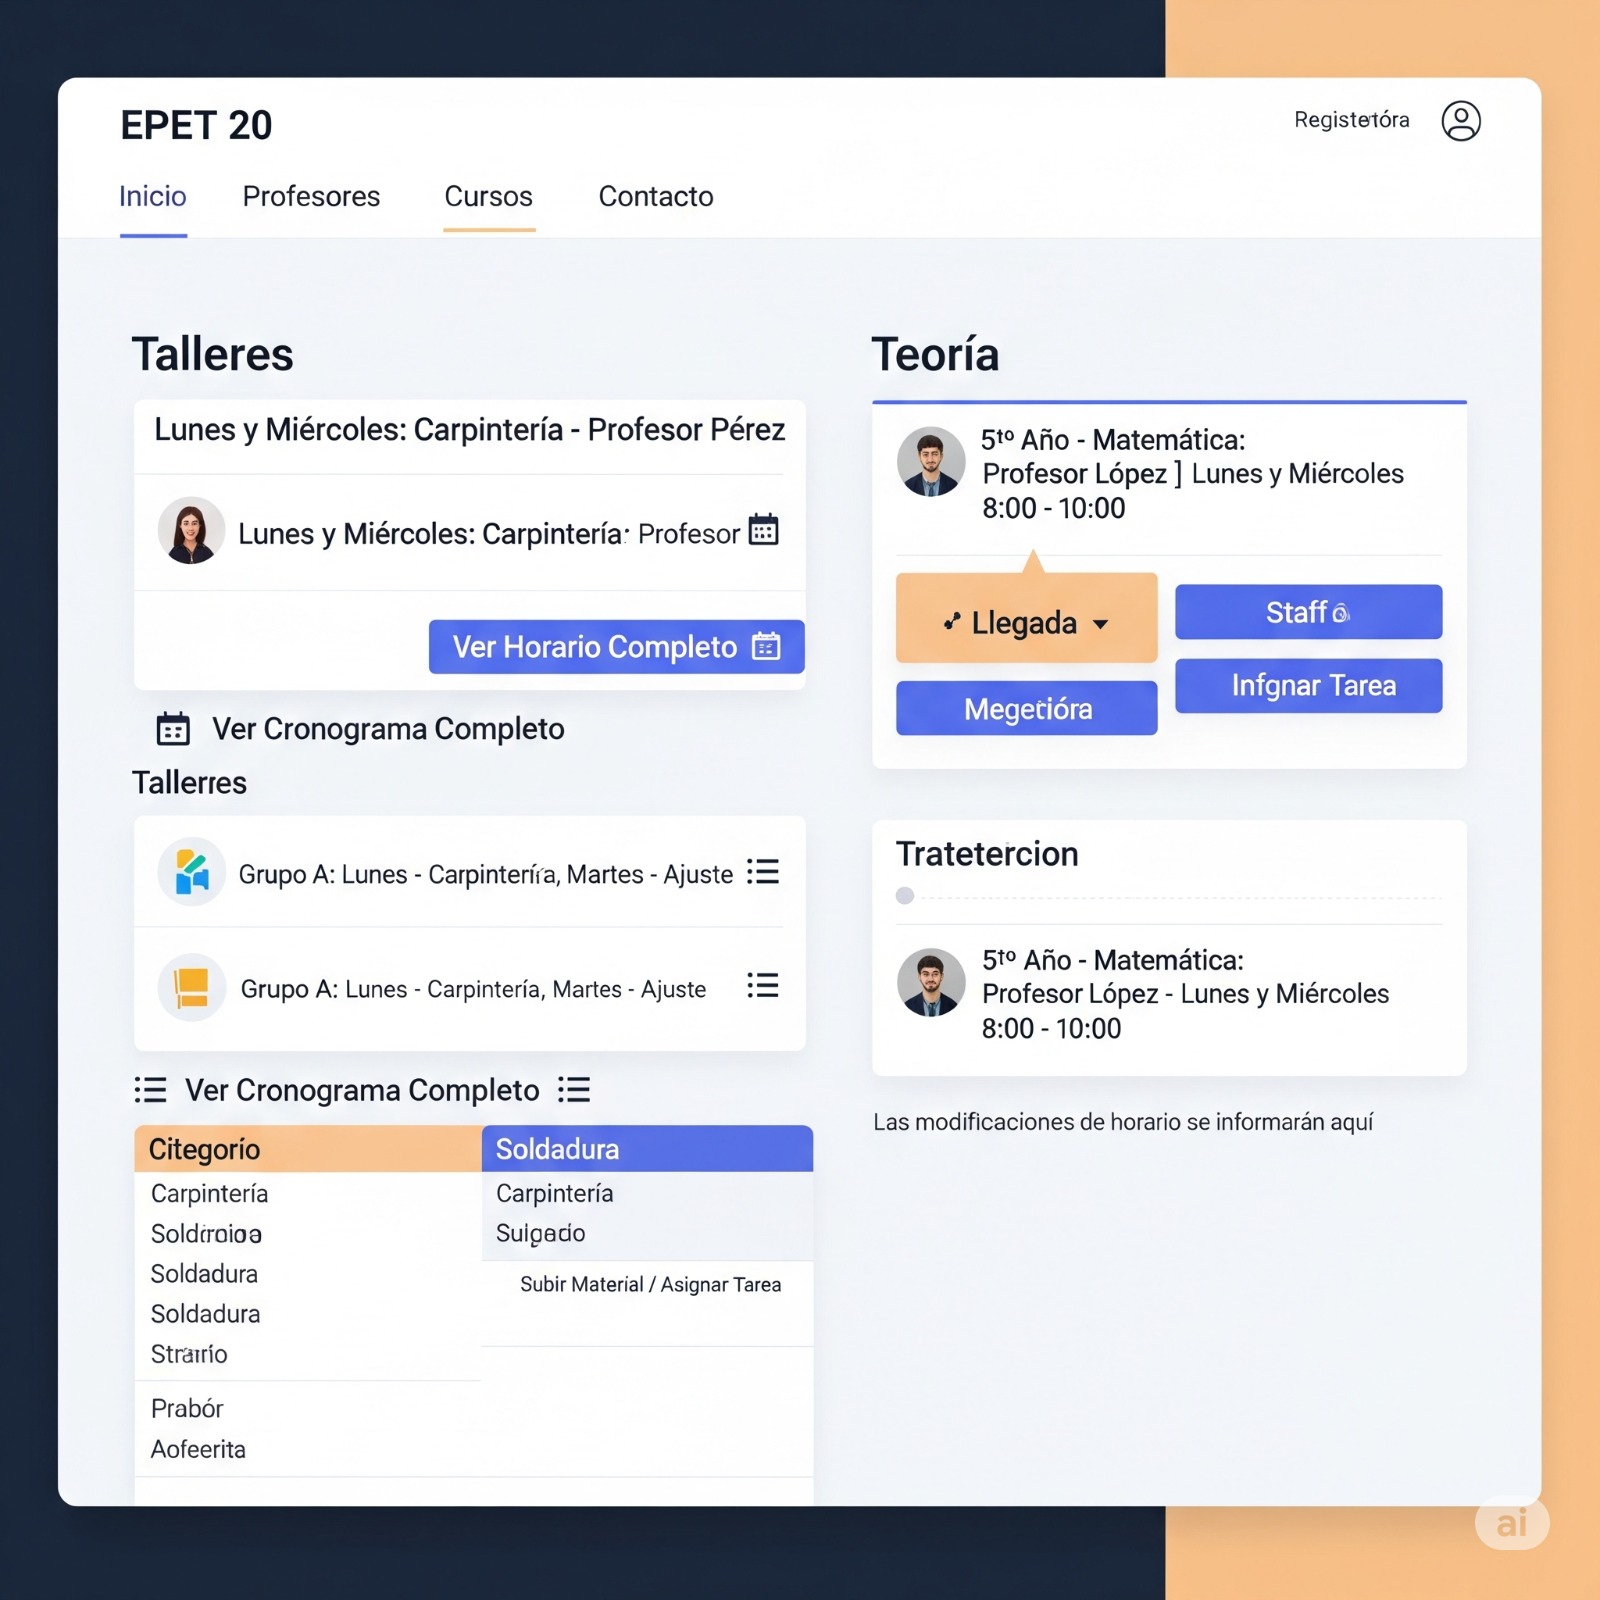 EPET 20
Registertóra
Inicio Profesores Cursos Contacto
Talleres
Lunes y Miércoles: Carpintería - Profesor Pérez
Lunes y Miércoles: Carpintería: Profesor
Ver Horario Completo
Ver Cronograma Completo
Tallerres
Grupo A: Lunes - Carpintería, Martes - Ajuste
Grupo A: Lunes - Carpintería, Martes - Ajuste
Ver Cronograma Completo
Citegorío Soldadura
Carpintería Carpintería
Sulgado
Soldadura
Soldadura
Subir Material / Asignar Tarea
Prabór
Aofeerita
Teoría
5to Año - Matemática:
Profesor López ] Lunes y Miércoles
8:00 - 10:00
Llegada
Staff
Megetióra
Infgnar Tarea
Tratetercion
5to Año - Matemática:
Profesor López - Lunes y Miércoles
8:00 - 10:00
Las modificaciones de horario se informarán aquí
ai